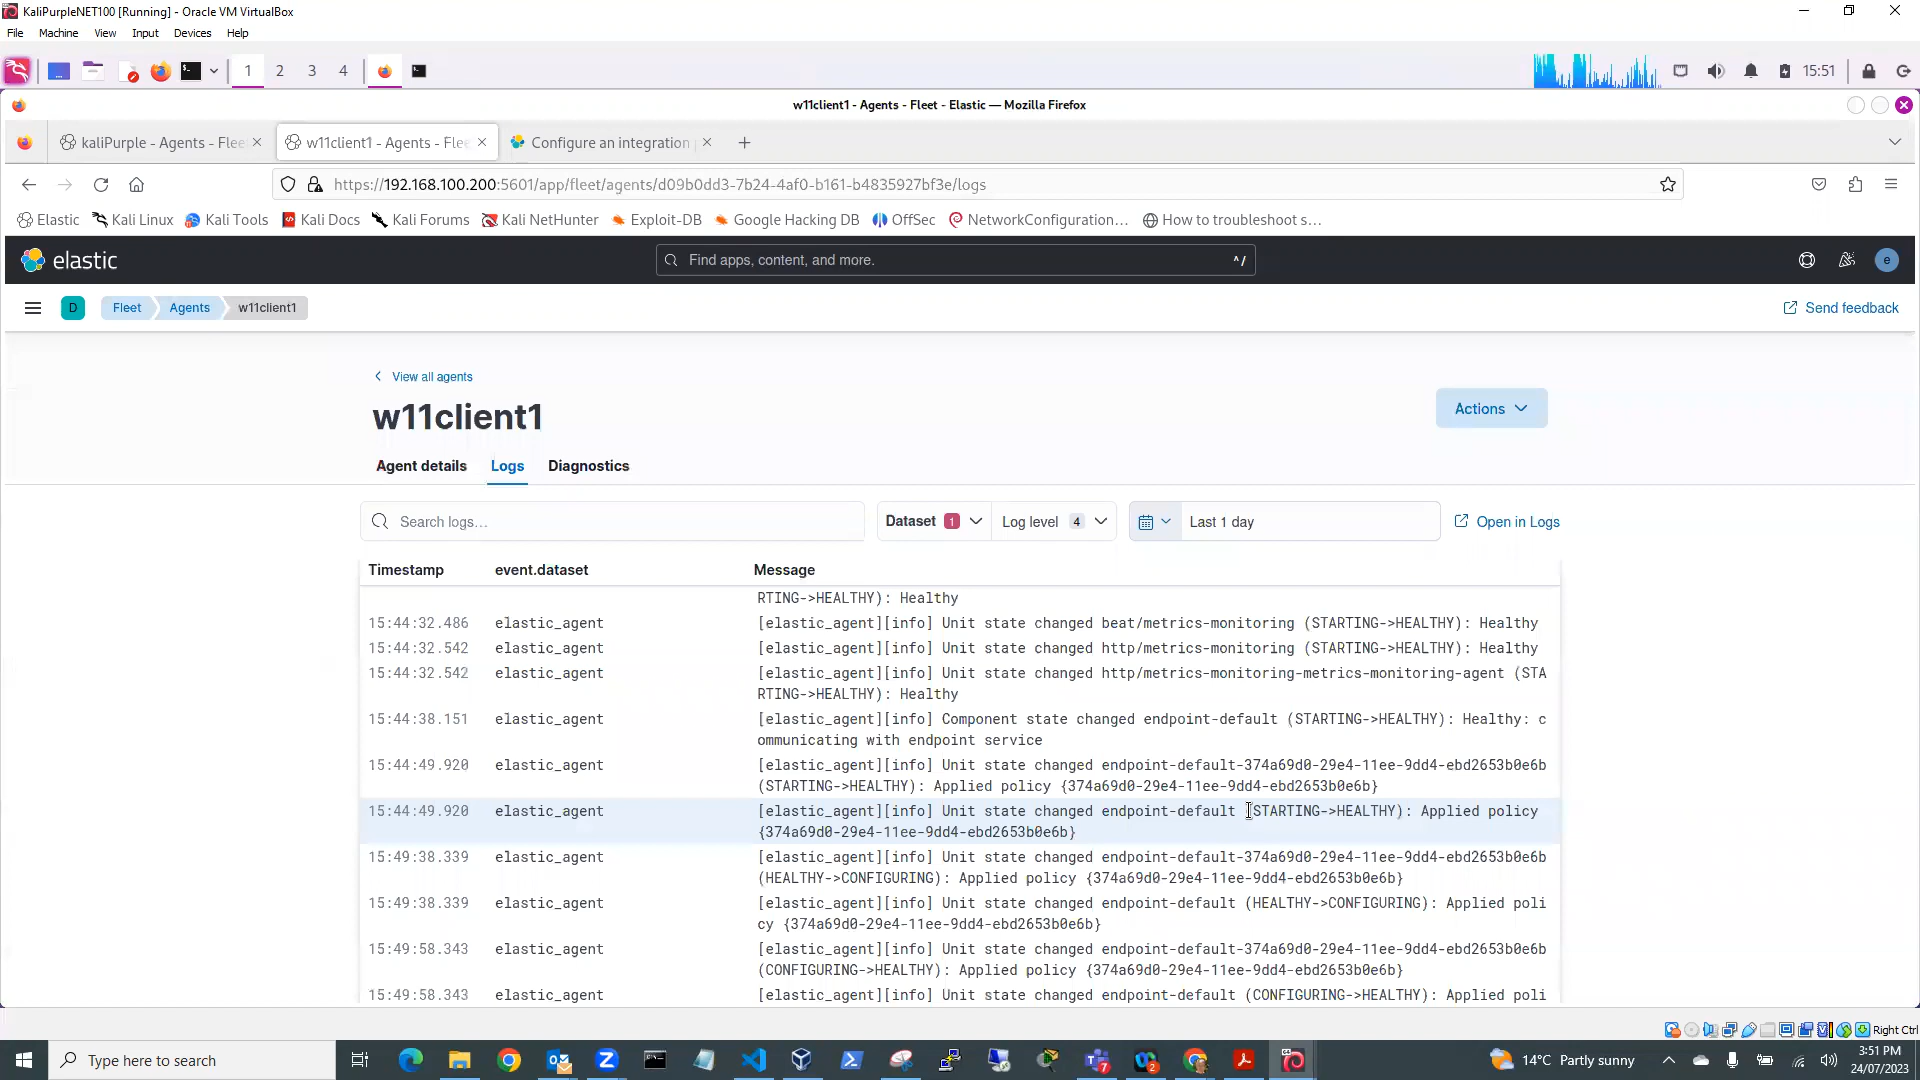 KaliPurpleNET100 [Running] - Oracle VM VirtualBox
File Machine View Input Devices Help
1 2 3 4 15:51
w11client1 - Agents - Fleet - Elastic — Mozilla Firefox
kaliPurple - Agents - Flee w11client1 - Agents - Flee Configure an integration
https://192.168.100.200:5601/app/fleet/agents/d09b0dd3-7b24-4af0-b161-b4835927bf3e/logs
Elastic Kali Linux Kali Tools Kali Docs Kali Forums Kali NetHunter Exploit-DB Google Hacking DB OffSec NetworkConfiguration… How to troubleshoot s…
elastic Find apps, content, and more. ^/ e
D Fleet Agents w11client1 Send feedback
View all agents
w11client1 Actions
Agent details Logs Diagnostics
Search logs… Dataset 1 Log level 4 Last 1 day Open in Logs
Timestamp event.dataset Message
RTING->HEALTHY): Healthy
15:44:32.486 elastic_agent [elastic_agent][info] Unit state changed beat/metrics-monitoring (STARTING->HEALTHY): Healthy
15:44:32.542 elastic_agent [elastic_agent][info] Unit state changed http/metrics-monitoring (STARTING->HEALTHY): Healthy
15:44:32.542 elastic_agent [elastic_agent][info] Unit state changed http/metrics-monitoring-metrics-monitoring-agent (STA
RTING->HEALTHY): Healthy
15:44:38.151 elastic_agent [elastic_agent][info] Component state changed endpoint-default (STARTING->HEALTHY): Healthy: c
ommunicating with endpoint service
15:44:49.920 elastic_agent [elastic_agent][info] Unit state changed endpoint-default-374a69d0-29e4-11ee-9dd4-ebd2653b0e6b
(STARTING->HEALTHY): Applied policy {374a69d0-29e4-11ee-9dd4-ebd2653b0e6b}
15:44:49.920 elastic_agent [elastic_agent][info] Unit state changed endpoint-default (STARTING->HEALTHY): Applied policy
{374a69d0-29e4-11ee-9dd4-ebd2653b0e6b}
15:49:38.339 elastic_agent [elastic_agent][info] Unit state changed endpoint-default-374a69d0-29e4-11ee-9dd4-ebd2653b0e6b
(HEALTHY->CONFIGURING): Applied policy {374a69d0-29e4-11ee-9dd4-ebd2653b0e6b}
15:49:38.339 elastic_agent [elastic_agent][info] Unit state changed endpoint-default (HEALTHY->CONFIGURING): Applied poli
cy {374a69d0-29e4-11ee-9dd4-ebd2653b0e6b}
15:49:58.343 elastic_agent [elastic_agent][info] Unit state changed endpoint-default-374a69d0-29e4-11ee-9dd4-ebd2653b0e6b
(CONFIGURING->HEALTHY): Applied policy {374a69d0-29e4-11ee-9dd4-ebd2653b0e6b}
15:49:58.343 elastic_agent [elastic_agent][info] Unit state changed endpoint-default (CONFIGURING->HEALTHY): Applied poli
Right Ctrl
Type here to search 14°C Partly sunny 3:51 PM
24/07/2023